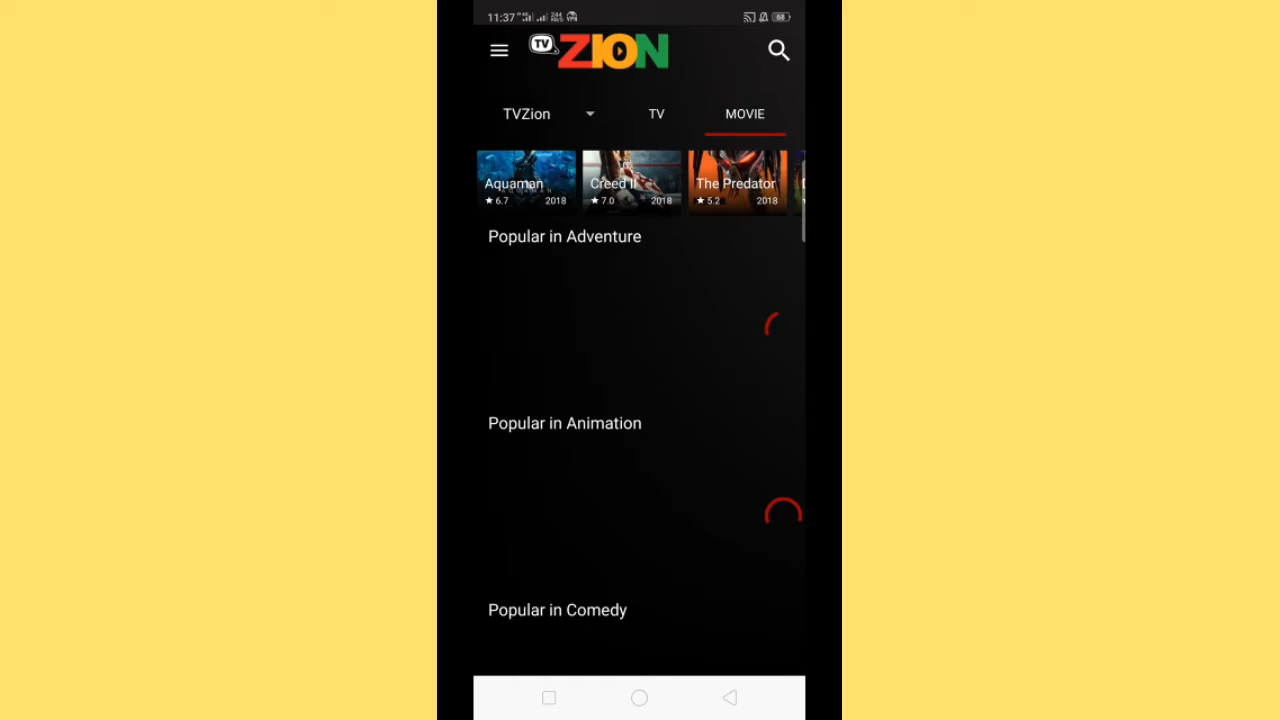 11:37
TV ZION
TVZion TV MOVIE
Aquaman Creed II The Predator
6.7 2018 7.0 2018 5.2 2018
Popular in Adventure
Popular in Animation
Popular in Comedy